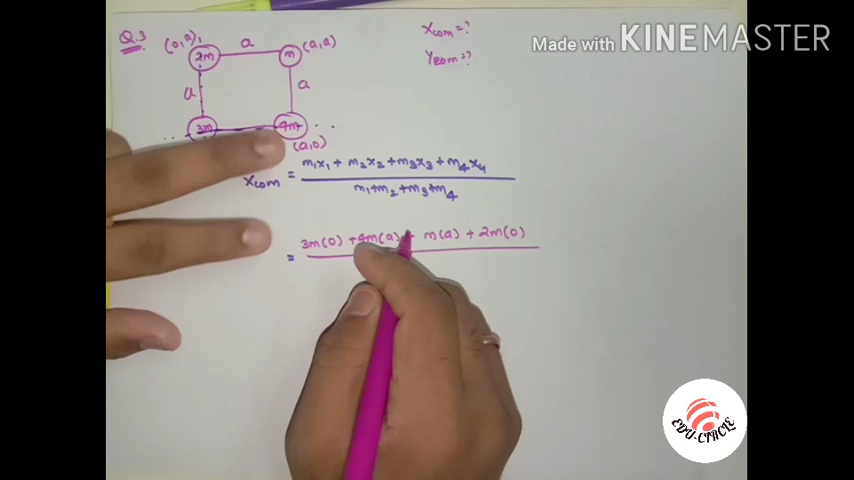 Made with KINEMASTER
Q.3
(0,a) a (a,a)
2m m
a a
3m 4m
(a,0)
Xcom=?
Ycom=?
Xcom = m₁x₁ + m₂x₂ + m₃x₃ + m₄x₄
m₁+m₂+m₃+m₄
= 3m(0) + 4m(a) + m(a) + 2m(0)
EDU-CIRCLE